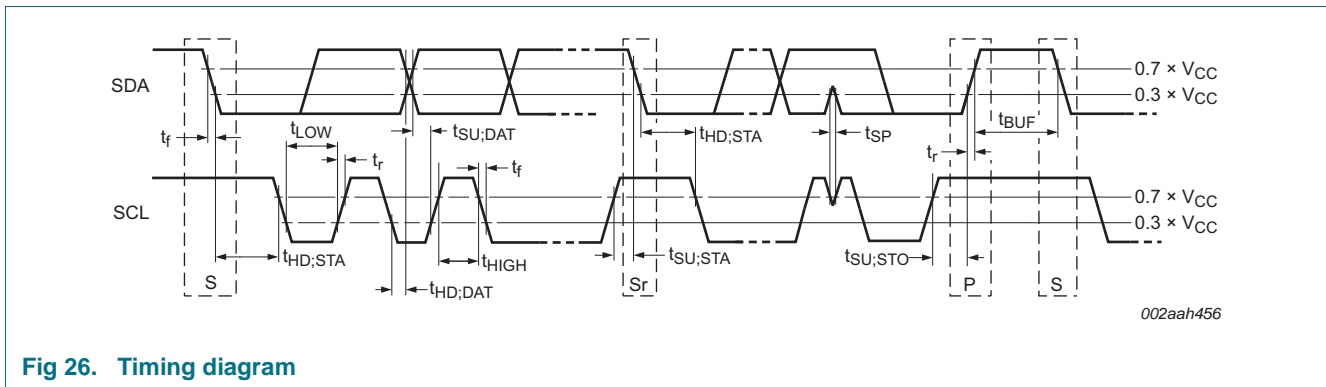 SDA
0.7 × VCC
0.3 × VCC
tf
tLOW
tr
tSU;DAT
tf
tHD;STA
tSP
tr
tBUF
SCL
0.7 × VCC
0.3 × VCC
tHD;STA
tHD;DAT
tHIGH
tSU;STA
tSU;STO
S
Sr
P
S
002aah456
Fig 26. Timing diagram